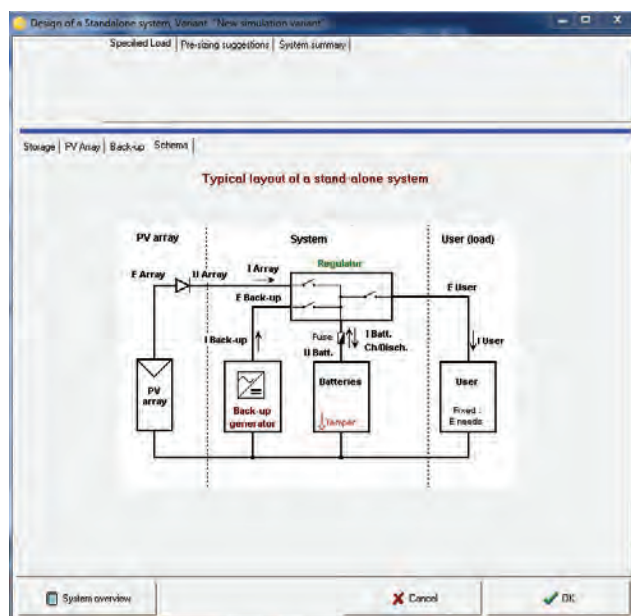 Design of a Standalone system, Variant "New simulation variant"
Specified Load Pre-sizing suggestions System summary
Storage PV Array Back-up Schema
Typical layout of a stand-alone system
PV array System User (load)
Regulator
E Array U Array I Array
E Back-up
E User
Fuse
I Batt.
Ch/Disch.
I Back-up
U Batt.
I User
PV
array
Back-up
generator
Batteries
Temper
User
Fixed :
E needs
System overview Cancel OK